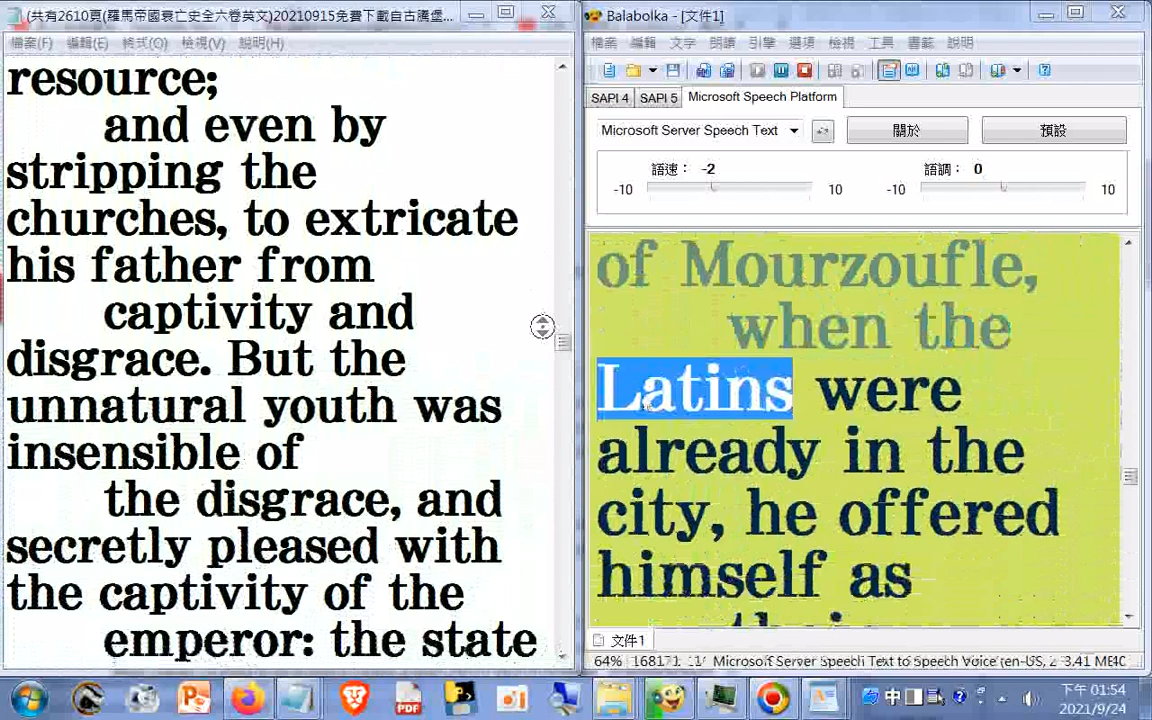 (共有2610頁(羅馬帝國衰亡史全六卷英文)20210915免費下載自古騰堡...
檔案(F) 編輯(E) 格式(O) 檢視(V) 說明(H)
resource;
and even by
stripping the
churches, to extricate
his father from
captivity and
disgrace. But the
unnatural youth was
insensible of
the disgrace, and
secretly pleased with
the captivity of the
emperor: the state
Balabolka - [文件1]
檔案 編輯 文字 朗讀 引擎 選項 檢視 工具 書籤 說明
SAPI 4 SAPI 5 Microsoft Speech Platform
Microsoft Server Speech Text 關於 預設
語速： -2 語調： 0
-10 10 -10 10
of Mourzoufle,
when the
Latins were
already in the
city, he offered
himself as
文件1
64% Microsoft Server Speech Text to Speech Voice (en-US, 
中
下午 01:54
2021/9/24